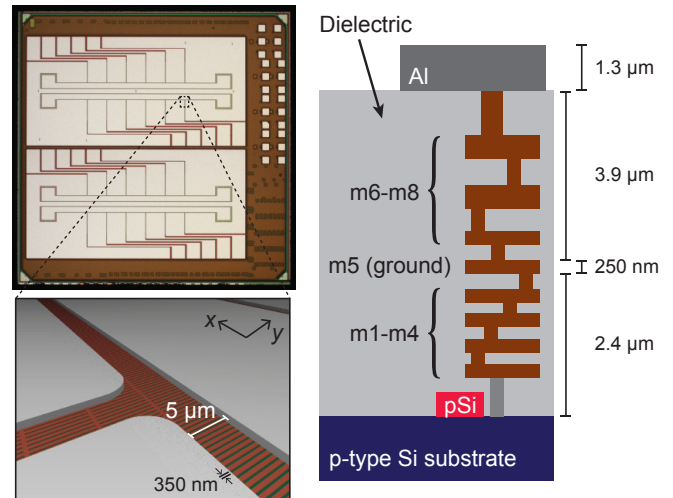 Dielectric
Al
1.3 µm
3.9 µm
m6-m8
m5 (ground)
250 nm
m1-m4
2.4 µm
pSi
p-type Si substrate
x
y
5 µm
350 nm